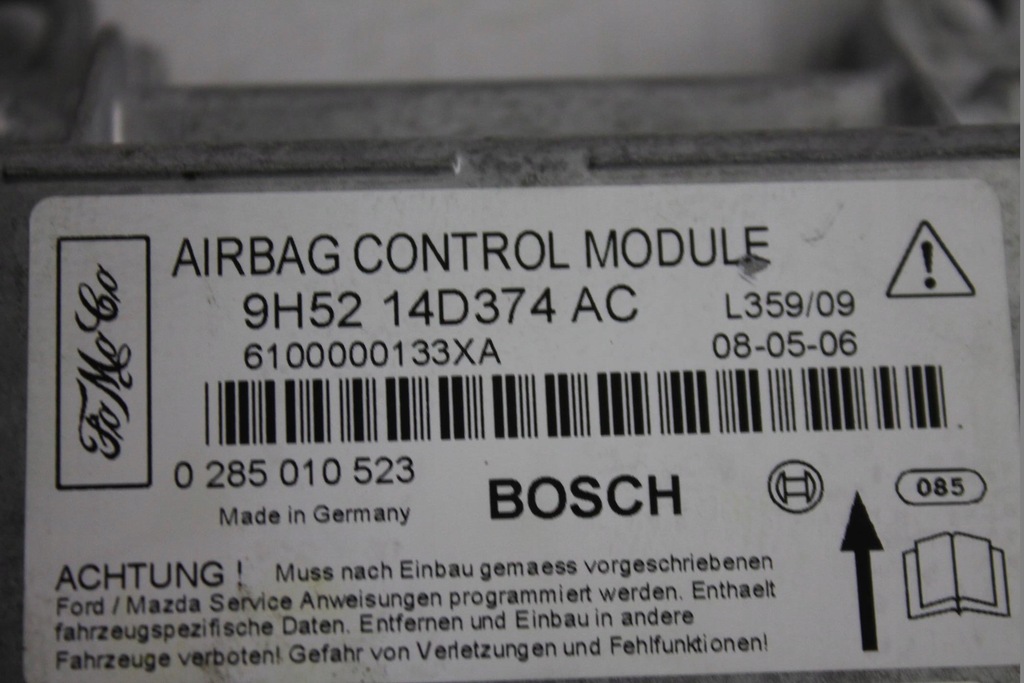 FoMoCo
AIRBAG CONTROL MODULE
9H52 14D374 AC
L359/09
6100000133XA
08-05-06
0 285 010 523
Made in Germany
BOSCH
085
ACHTUNG ! Muss nach Einbau gemaess vorgeschriebenen
Ford / Mazda Service Anweisungen programmiert werden. Enthaelt
fahrzeugspezifische Daten. Entfernen und Einbau in andere
Fahrzeuge verboten! Gefahr von Verletzungen und Fehlfunktionen!